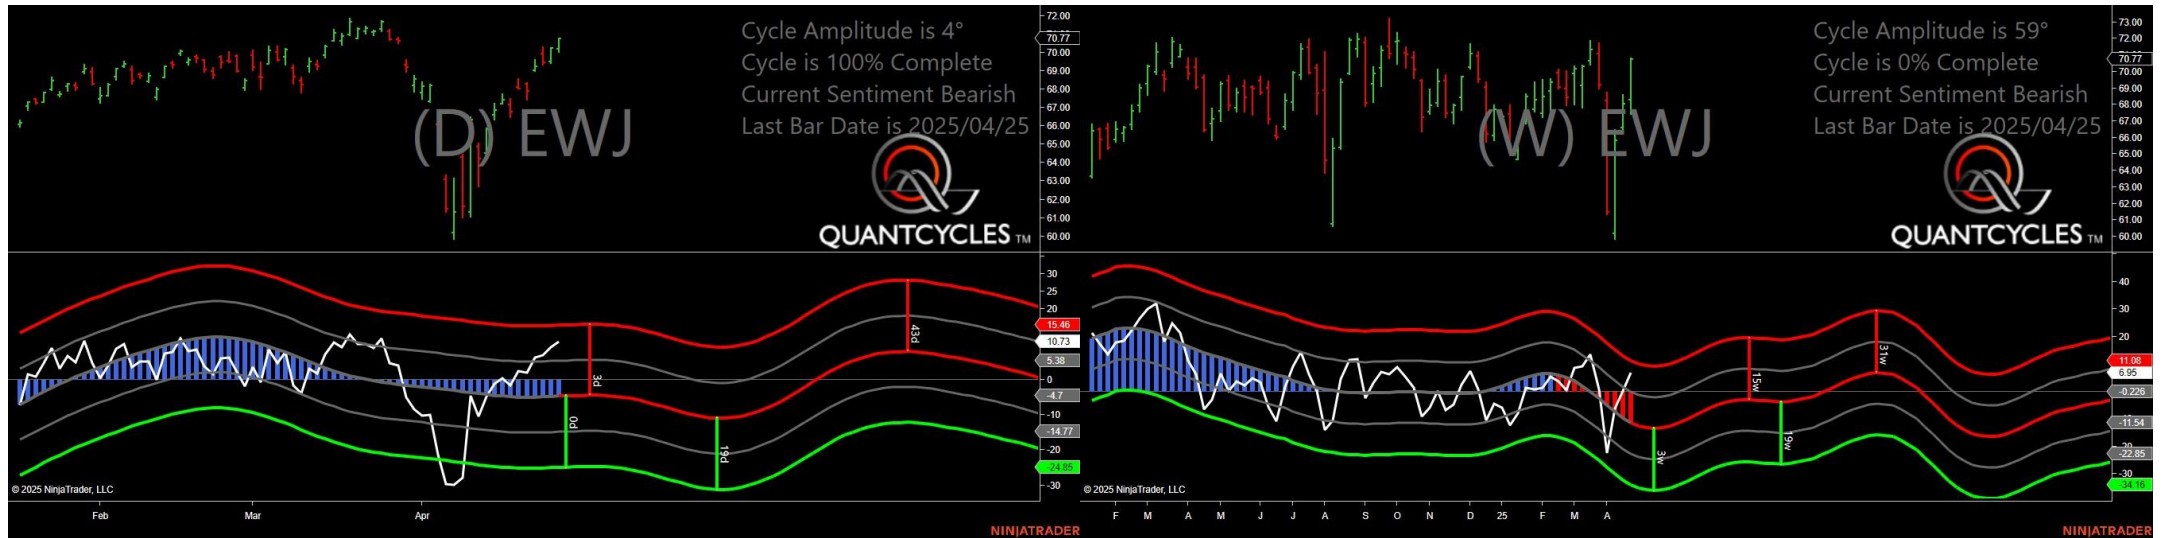 Cycle Amplitude is 4°
Cycle is 100% Complete
Current Sentiment Bearish
Last Bar Date is 2025/04/25
(D) EWJ
QUANTCYCLES TM
72.00
70.77
70.00
69.00
68.00
67.00
66.00
65.00
64.00
63.00
62.00
61.00
60.00
30
25
20
15.46
10.73
5.38
0
-4.7
-10
-14.77
-20
-24.85
-30
3d
0d
19d
43d
© 2025 NinjaTrader, LLC
Feb Mar Apr
NINJATRADER
Cycle Amplitude is 59°
Cycle is 0% Complete
Current Sentiment Bearish
Last Bar Date is 2025/04/25
(W) EWJ
QUANTCYCLES TM
73.00
72.00
70.77
70.00
69.00
68.00
67.00
66.00
65.00
64.00
63.00
62.00
61.00
60.00
40
30
20
11.08
6.95
-0.226
-11.54
-20
-22.85
-30
-34.16
3w
15w
19w
31w
© 2025 NinjaTrader, LLC
F M A M J J A S O N D 25 F M A
NINJATRADER